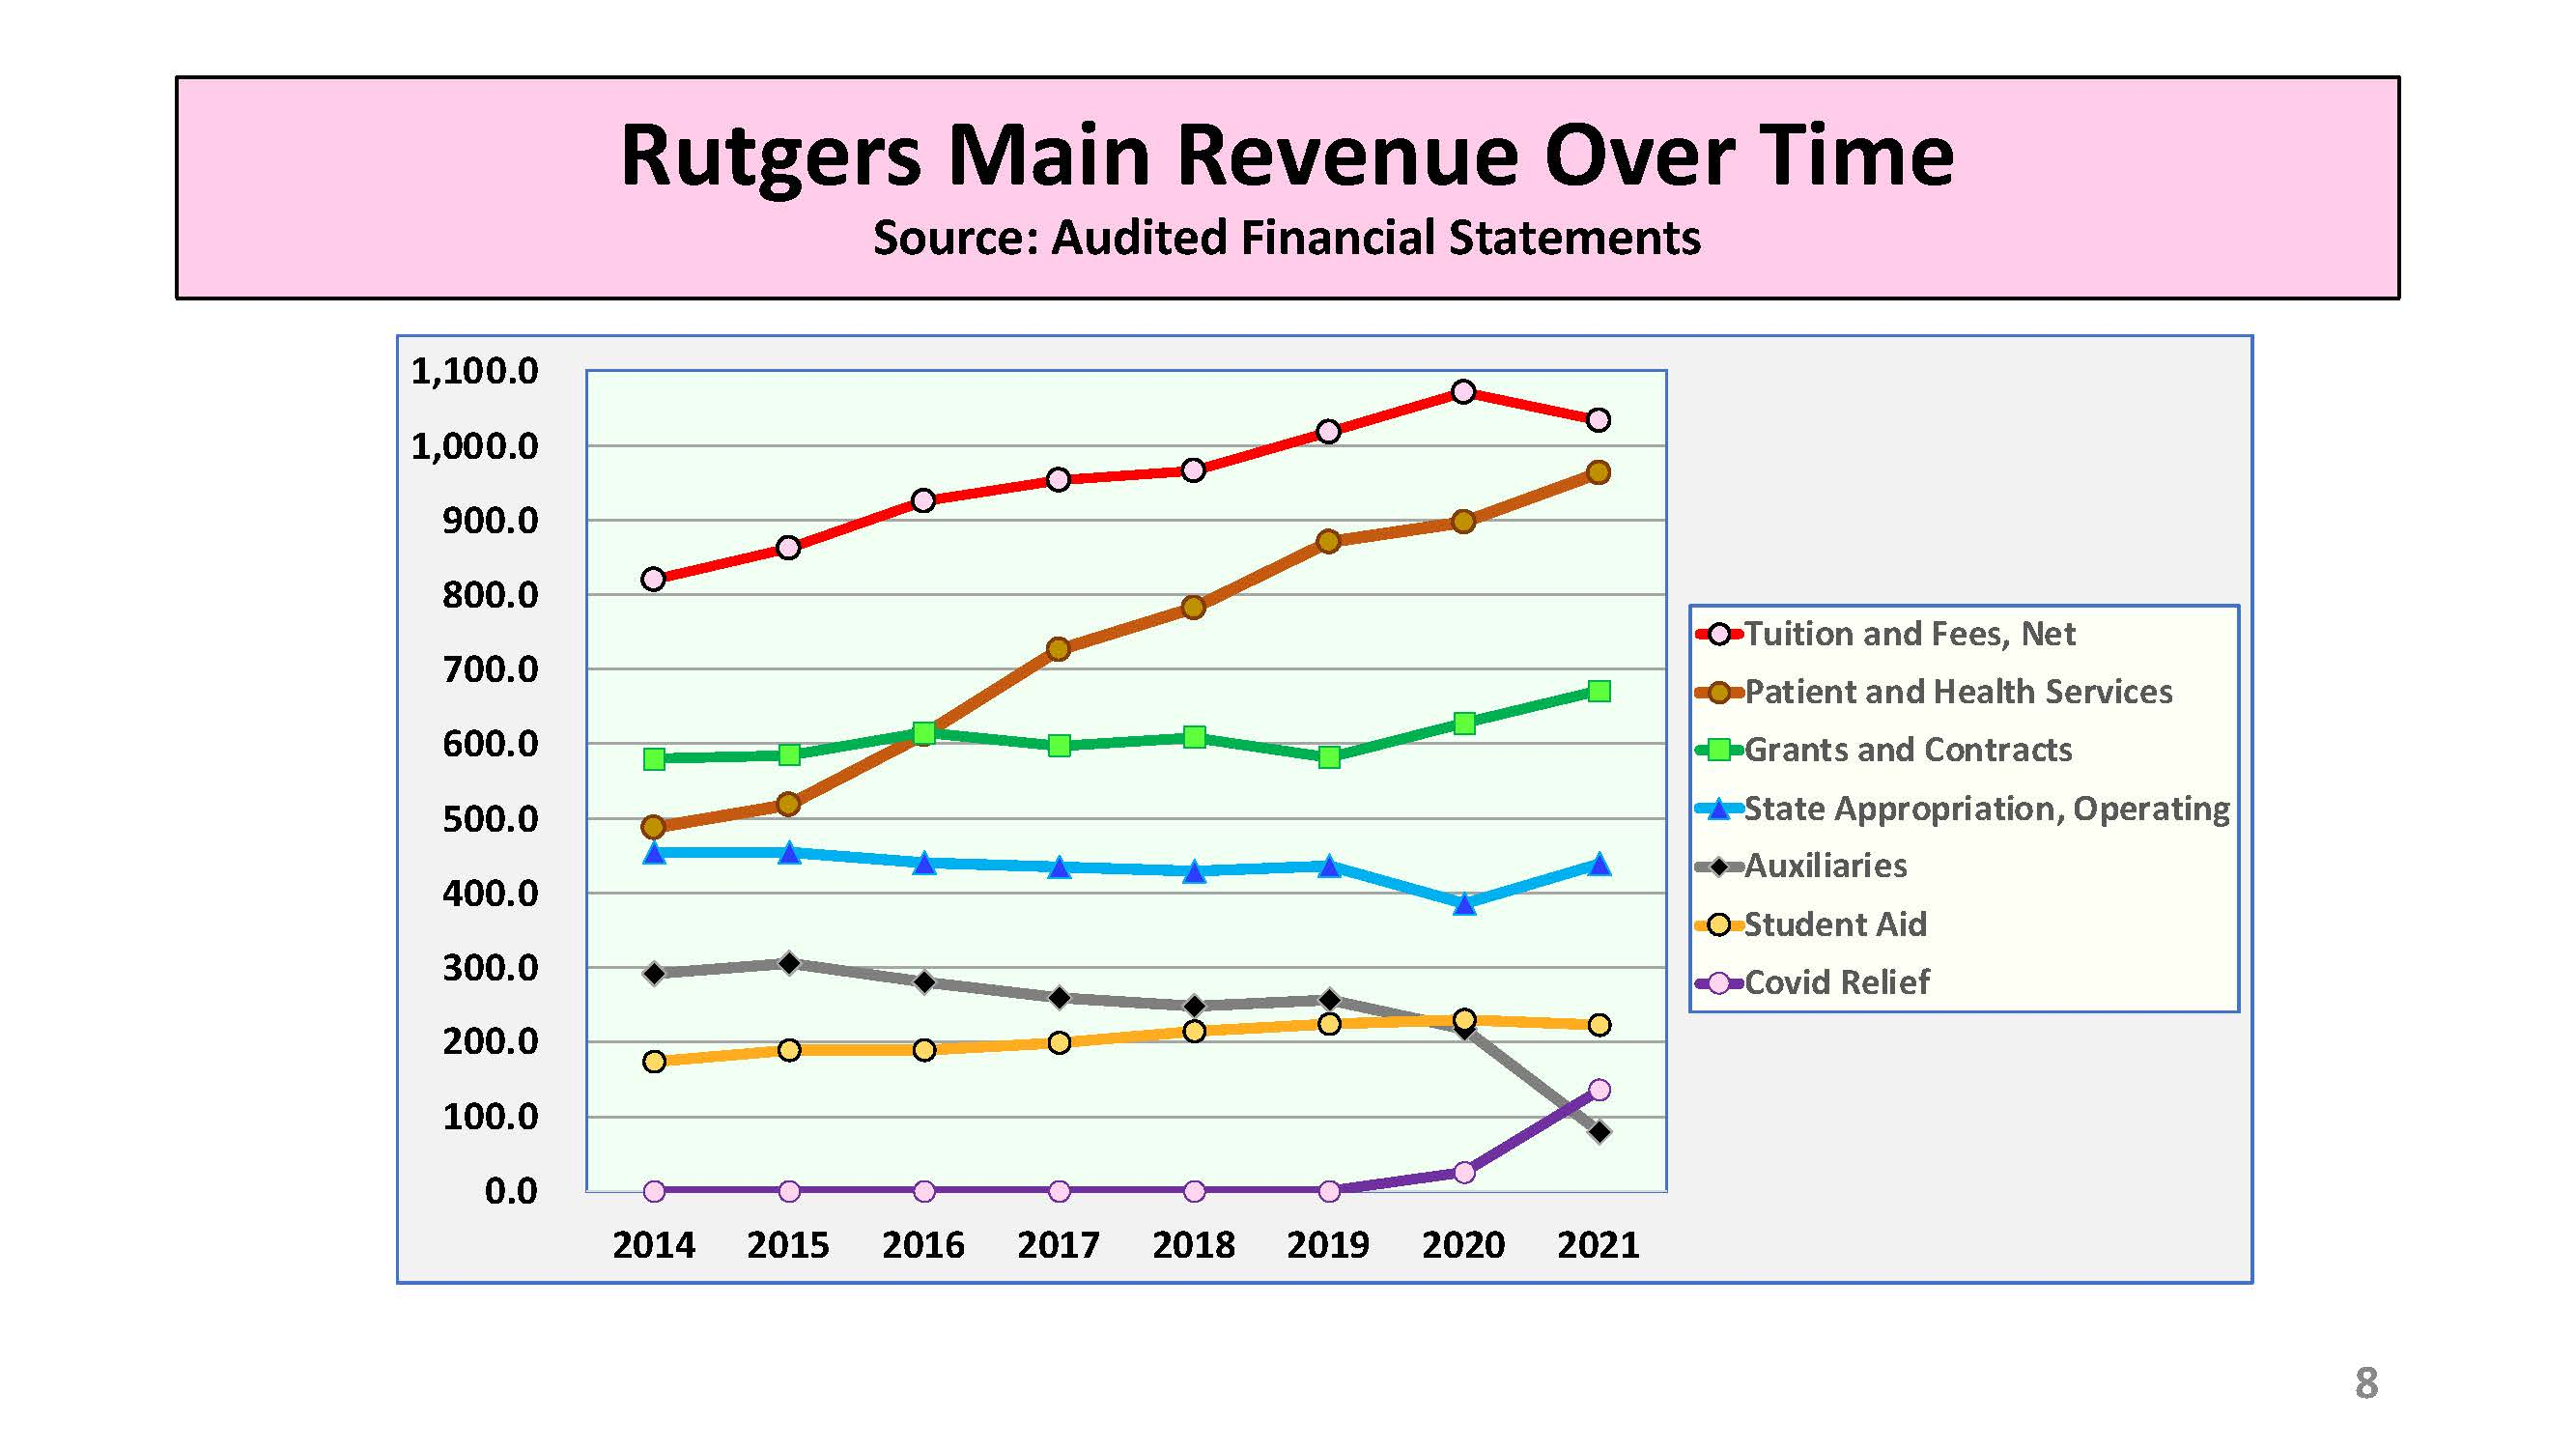 Rutgers Main Revenue Over Time
Source: Audited Financial Statements
1,100.0
1,000.0
900.0
800.0
700.0
600.0
500.0
400.0
300.0
200.0
100.0
0.0
2014 2015 2016 2017 2018 2019 2020 2021
Tuition and Fees, Net
Patient and Health Services
Grants and Contracts
State Appropriation, Operating
Auxiliaries
Student Aid
Covid Relief
8